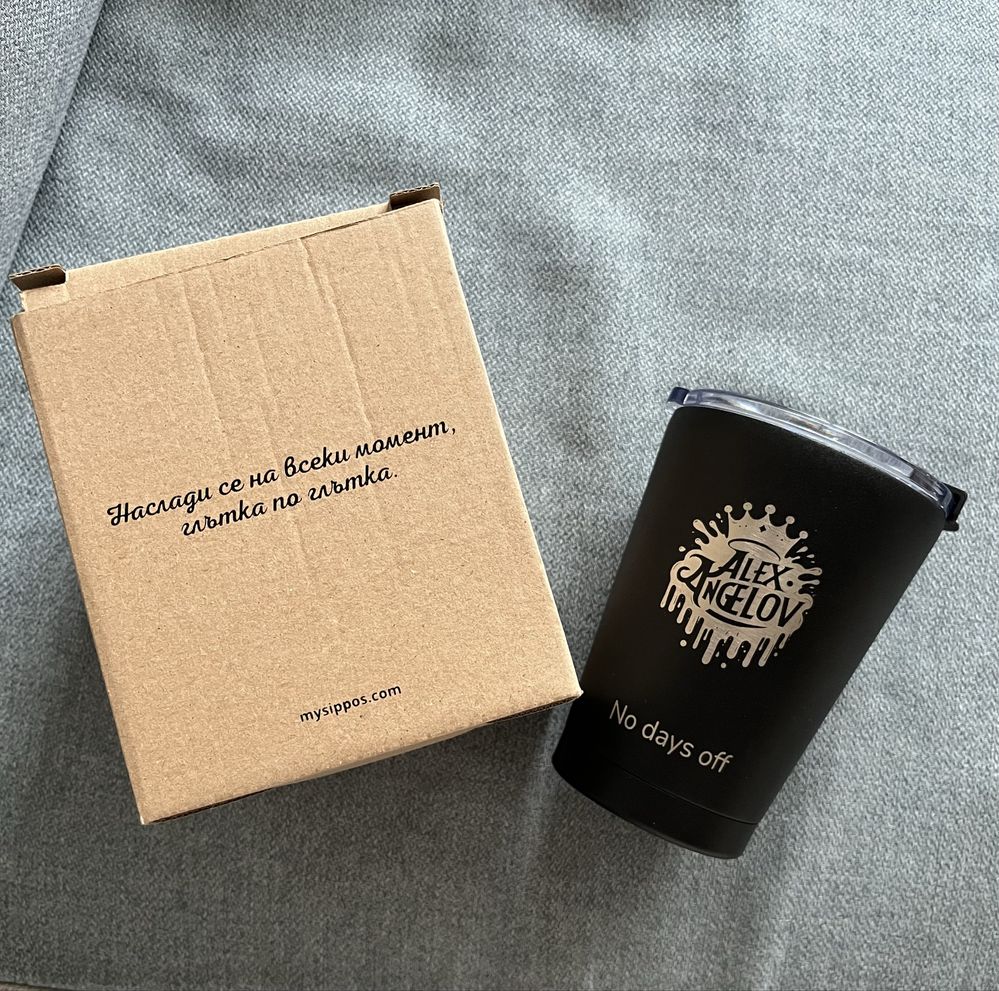 Наслади се на всеки момент,
глътка по глътка.
mysippos.com
ALEX
ANGELOV
No days off